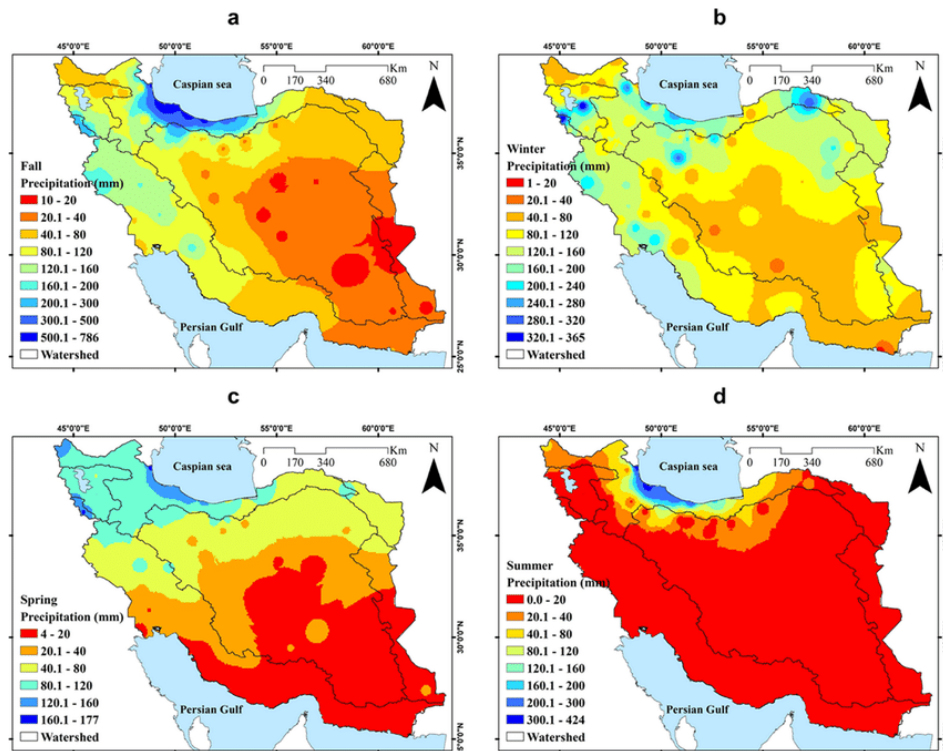 a
45°0'0"E 50°0'0"E 55°0'0"E 60°0'0"E
Km
0 170 340 680
N
Caspian sea
35°0'0"N
30°0'0"N
25°0'0"N
Fall
Precipitation (mm)
10 - 20
20.1 - 40
40.1 - 80
80.1 - 120
120.1 - 160
160.1 - 200
200.1 - 300
300.1 - 500
500.1 - 786
Watershed
Persian Gulf
b
45°0'0"E 50°0'0"E 55°0'0"E 60°0'0"E
Km
0 170 340 680
N
Caspian sea
35°0'0"N
30°0'0"N
25°0'0"N
Winter
Precipitation (mm)
1 - 20
20.1 - 40
40.1 - 80
80.1 - 120
120.1 - 160
160.1 - 200
200.1 - 240
240.1 - 280
280.1 - 320
320.1 - 365
Watershed
Persian Gulf
c
45°0'0"E 50°0'0"E 55°0'0"E 60°0'0"E
Km
0 170 340 680
N
Caspian sea
35°0'0"N
30°0'0"N
5°0'0"N
Spring
Precipitation (mm)
4 - 20
20.1 - 40
40.1 - 80
80.1 - 120
120.1 - 160
160.1 - 177
Watershed
Persian Gulf
d
45°0'0"E 50°0'0"E 55°0'0"E 60°0'0"E
Km
0 170 340 680
N
Caspian sea
35°0'0"N
30°0'0"N
5°0'0"N
Summer
Precipitation (mm)
0.0 - 20
20.1 - 40
40.1 - 80
80.1 - 120
120.1 - 160
160.1 - 200
200.1 - 300
300.1 - 424
Watershed
Persian Gulf